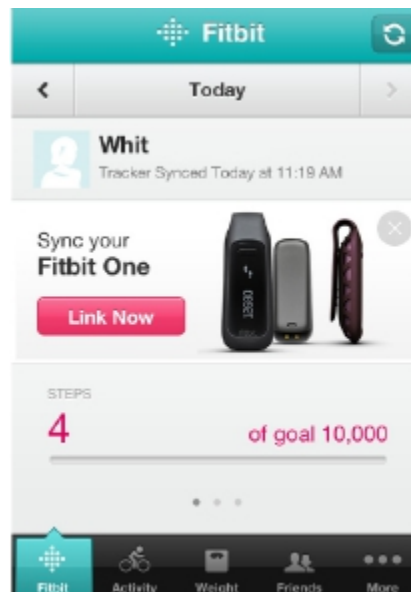 Fitbit
Today
Whit
Tracker Synced Today at 11:19 AM
Sync your
Fitbit One
Link Now
STEPS
4
of goal 10,000
Fitbit
Activity
Weight
Friends
More